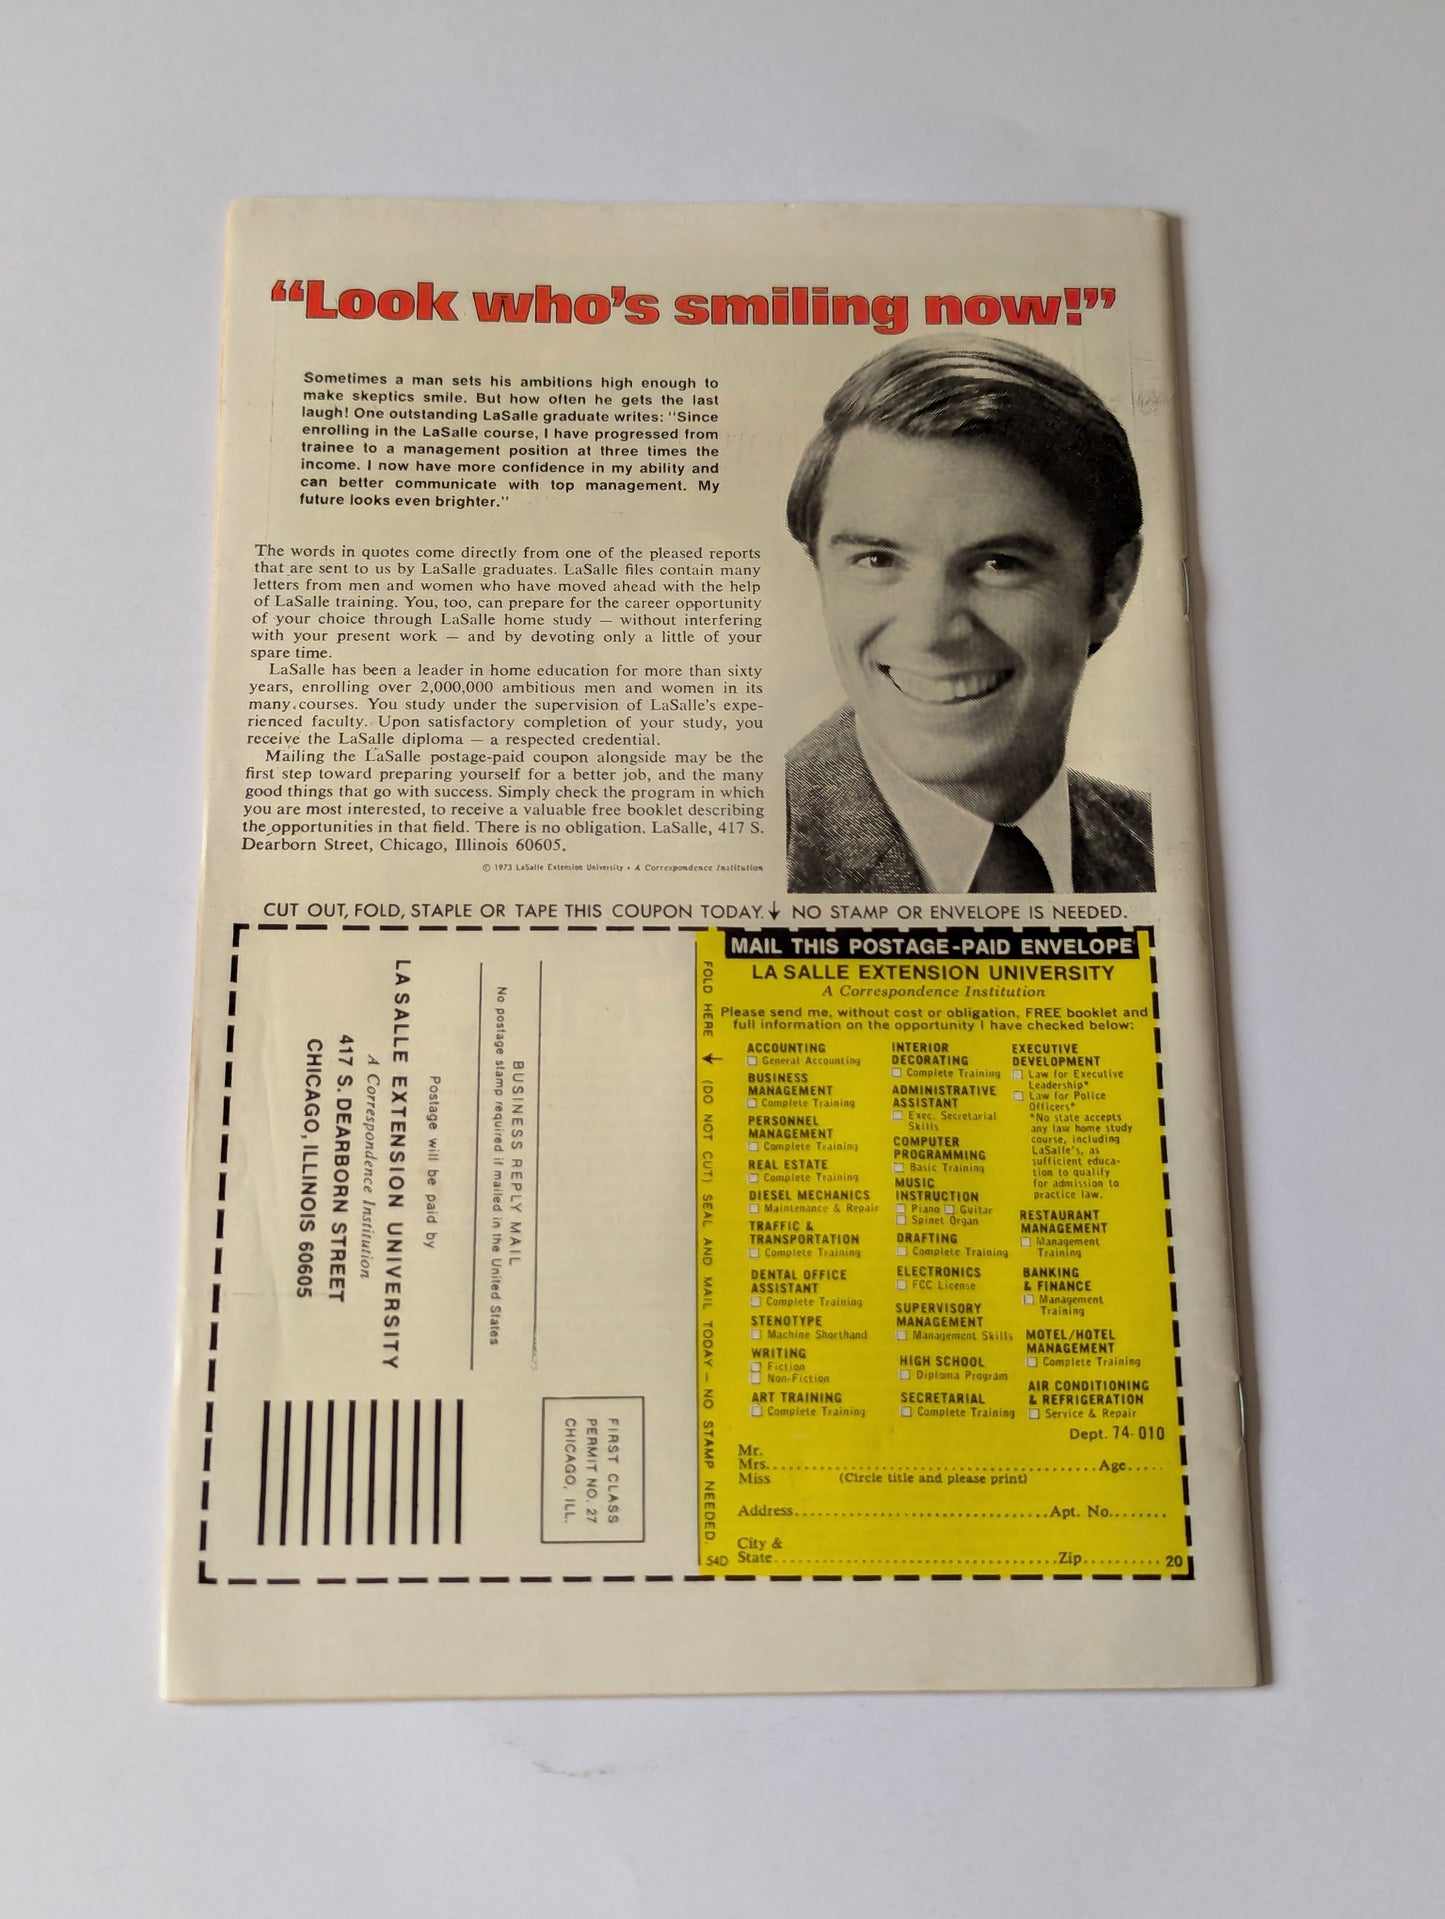 “Look who’s smiling now!”
Sometimes a man sets his ambitions high enough to
make skeptics smile. But how often he gets the last
laugh! One outstanding LaSalle graduate writes: “Since
enrolling in the LaSalle course, I have progressed from
trainee to a management position at three times the
income. I now have more confidence in my ability and
can better communicate with top management. My
future looks even brighter.”
The words in quotes come directly from one of the pleased reports
that are sent to us by LaSalle graduates. LaSalle files contain many
letters from men and women who have moved ahead with the help
of LaSalle training. You, too, can prepare for the career opportunity
of your choice through LaSalle home study — without interfering
with your present work — and by devoting only a little of your
spare time.
LaSalle has been a leader in home education for more than sixty
years, enrolling over 2,000,000 ambitious men and women in its
many courses. You study under the supervision of LaSalle’s expe-
rienced faculty. Upon satisfactory completion of your study, you
receive the LaSalle diploma — a respected credential.
Mailing the LaSalle postage-paid coupon alongside may be the
first step toward preparing yourself for a better job, and the many
good things that go with success. Simply check the program in which
you are most interested, to receive a valuable free booklet describing
the opportunities in that field. There is no obligation. LaSalle, 417 S.
Dearborn Street, Chicago, Illinois 60605.
© 1973 LaSalle Extension University • A Correspondence Institution
CUT OUT, FOLD, STAPLE OR TAPE THIS COUPON TODAY. ↓ NO STAMP OR ENVELOPE IS NEEDED.
FIRST CLASS
PERMIT NO. 27
CHICAGO, ILL.
BUSINESS REPLY MAIL
No postage stamp required if mailed in the United States
Postage will be paid by
LA SALLE EXTENSION UNIVERSITY
A Correspondence Institution
417 S. DEARBORN STREET
CHICAGO, ILLINOIS 60605
FOLD HERE ↓ (DO NOT CUT) SEAL AND MAIL TODAY – NO STAMP NEEDED.
54D
MAIL THIS POSTAGE-PAID ENVELOPE
LA SALLE EXTENSION UNIVERSITY
A Correspondence Institution
Please send me, without cost or obligation, FREE booklet and
full information on the opportunity I have checked below:
ACCOUNTING
☐ General Accounting
BUSINESS
MANAGEMENT
☐ Complete Training
PERSONNEL
MANAGEMENT
☐ Complete Training
REAL ESTATE
☐ Complete Training
DIESEL MECHANICS
☐ Maintenance & Repair
TRAFFIC &
TRANSPORTATION
☐ Complete Training
DENTAL OFFICE
ASSISTANT
☐ Complete Training
STENOTYPE
☐ Machine Shorthand
WRITING
☐ Fiction
☐ Non-Fiction
ART TRAINING
☐ Complete Training
INTERIOR
DECORATING
☐ Complete Training
ADMINISTRATIVE
ASSISTANT
☐ Exec. Secretarial
Skills
COMPUTER
PROGRAMMING
☐ Basic Training
MUSIC
INSTRUCTION
☐ Piano ☐ Guitar
☐ Spinet Organ
DRAFTING
☐ Complete Training
ELECTRONICS
☐ FCC License
SUPERVISORY
MANAGEMENT
☐ Management Skills
HIGH SCHOOL
☐ Diploma Program
SECRETARIAL
☐ Complete Training
EXECUTIVE
DEVELOPMENT
☐ Law for Executive
Leadership*
☐ Law for Police
Officers*
*No state accepts
any law home study
course, including
LaSalle’s, as
sufficient educa-
tion to qualify
for admission to
practice law.
RESTAURANT
MANAGEMENT
☐ Management
Training
BANKING
& FINANCE
☐ Management
Training
MOTEL/HOTEL
MANAGEMENT
☐ Complete Training
AIR CONDITIONING
& REFRIGERATION
☐ Service & Repair
Dept. 74-010
Mr.
Mrs. Age
Miss (Circle title and please print)
Address Apt. No.
City &
State Zip 20